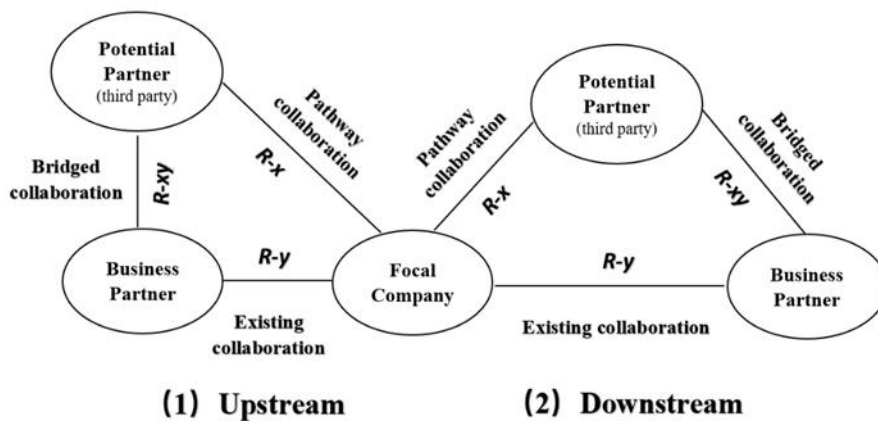 Potential
Partner
(third party)
Pathway
collaboration
R-x
Bridged
collaboration
R-xy
Business
Partner
R-y
Existing
collaboration
Focal
Company
Pathway
collaboration
R-x
Potential
Partner
(third party)
Bridged
collaboration
R-xy
R-y
Existing collaboration
Business
Partner
(1) Upstream
(2) Downstream